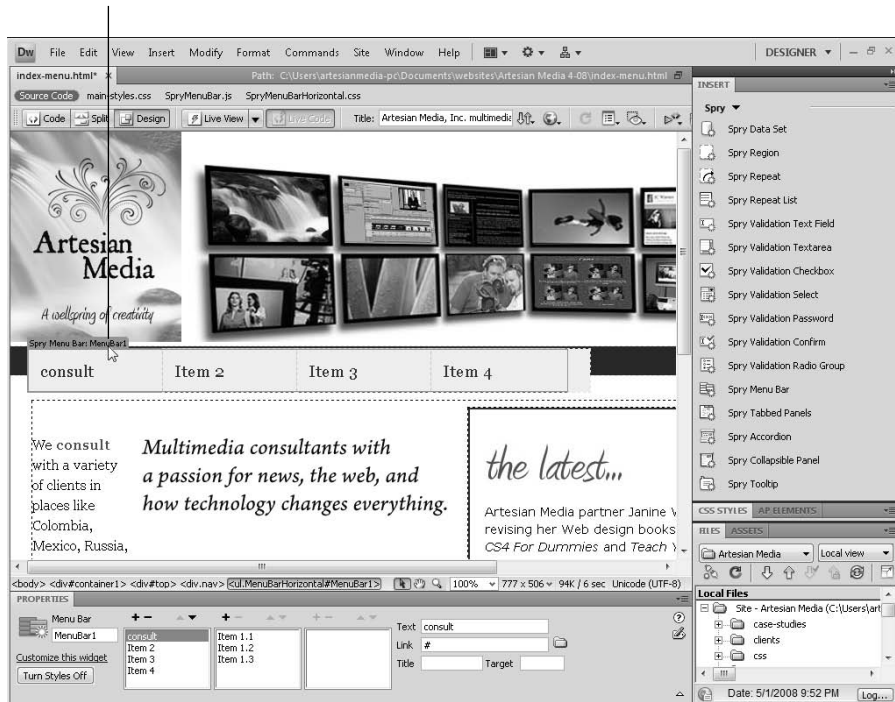 Dw File Edit View Insert Modify Format Commands Site Window Help DESIGNER
index-menu.html* × Path: C:\Users\artesianmedia-pc\Documents\websites\Artesian Media 4-08\index-menu.html
Source Code main-styles.css SpryMenuBar.js SpryMenuBarHorizontal.css
Code Split Design Live View Live Code Title: Artesian Media, Inc. multimedia
Artesian
Media
A wellspring of creativity
Spry Menu Bar: MenuBar1
consult Item 2 Item 3 Item 4
We consult
with a variety
of clients in
places like
Colombia,
Mexico, Russia,
Multimedia consultants with
a passion for news, the web, and
how technology changes everything.
the latest...
Artesian Media partner Janine W
revising her Web design books
CS4 For Dummies and Teach Y
<body> <div#container1> <div#top> <div.nav> <ul.MenuBarHorizontal#MenuBar1> 100% 777 x 506 94K / 6 sec Unicode (UTF-8)
PROPERTIES
Menu Bar
MenuBar1
Customize this widget
Turn Styles Off
consult
Item 2
Item 3
Item 4
Item 1.1
Item 1.2
Item 1.3
Text consult
Link #
Title Target
INSERT
Spry
Spry Data Set
Spry Region
Spry Repeat
Spry Repeat List
Spry Validation Text Field
Spry Validation Textarea
Spry Validation Checkbox
Spry Validation Select
Spry Validation Password
Spry Validation Confirm
Spry Validation Radio Group
Spry Menu Bar
Spry Tabbed Panels
Spry Accordion
Spry Collapsible Panel
Spry Tooltip
CSS STYLES AP ELEMENTS
FILES ASSETS
Artesian Media Local view
Local Files
Site - Artesian Media (C:\Users\art
case-studies
clients
css
Date: 5/1/2008 9:52 PM Log...